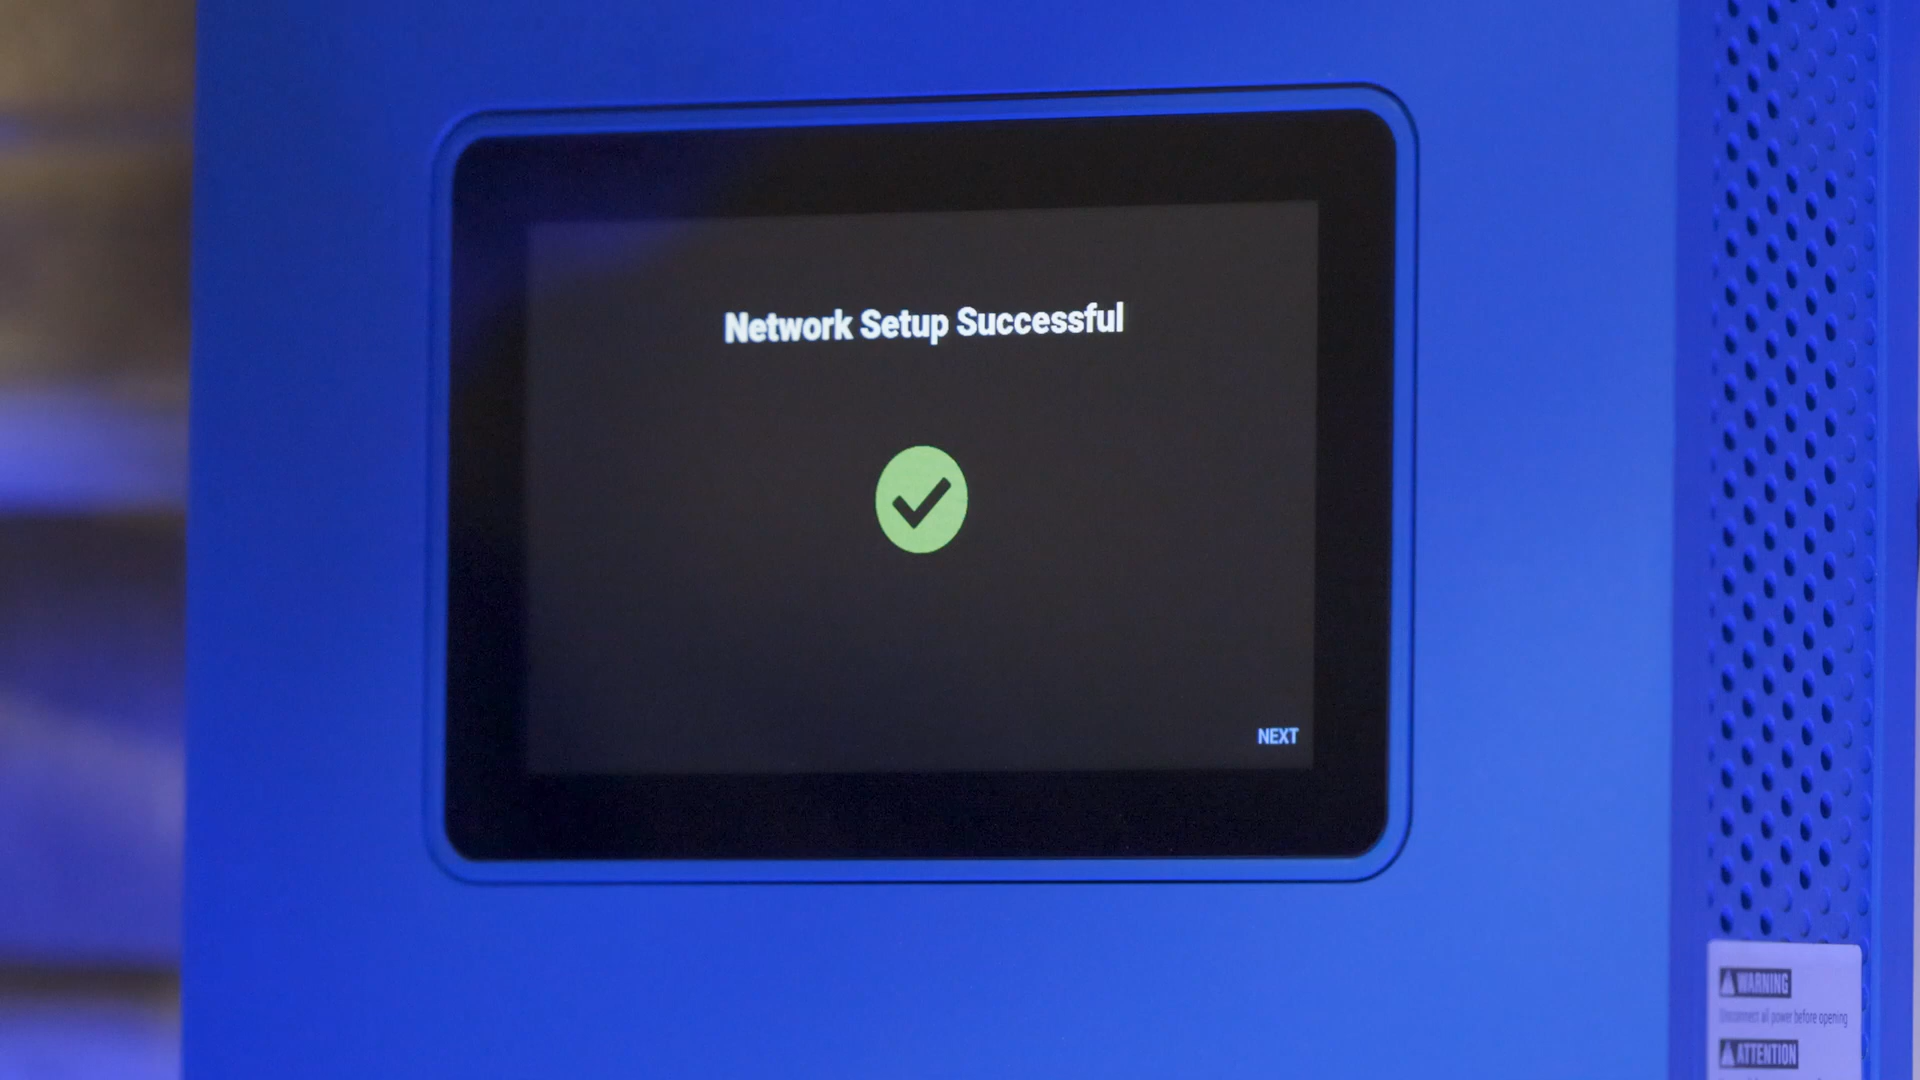 Network Setup Successful
NEXT
WARNING
Disconnect all power before opening
ATTENTION